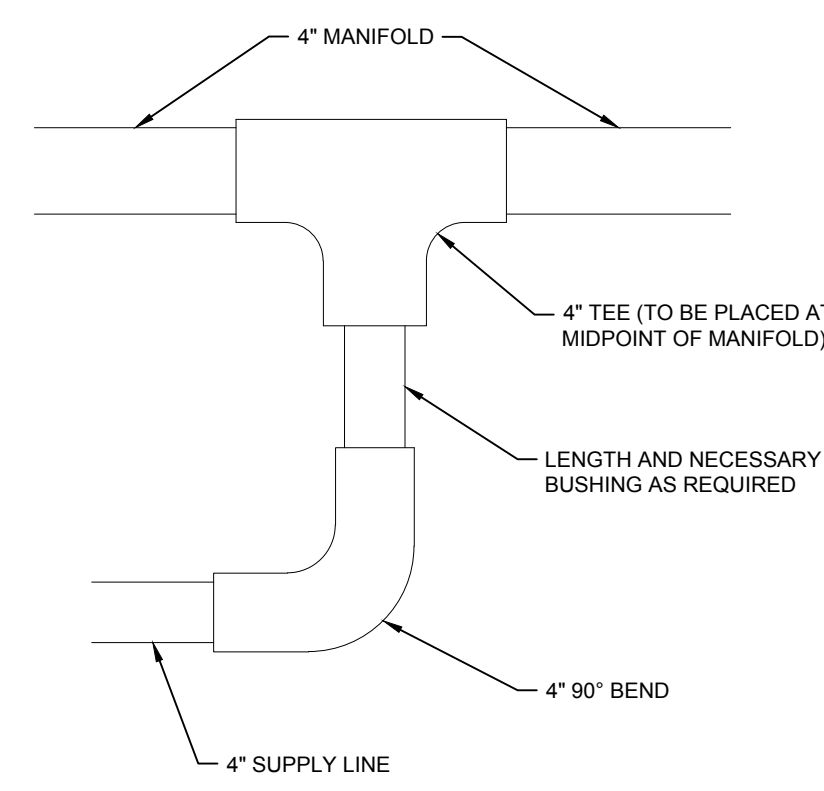 4" MANIFOLD
4" TEE (TO BE PLACED AT
MIDPOINT OF MANIFOLD)
LENGTH AND NECESSARY
BUSHING AS REQUIRED
4" 90° BEND
4" SUPPLY LINE